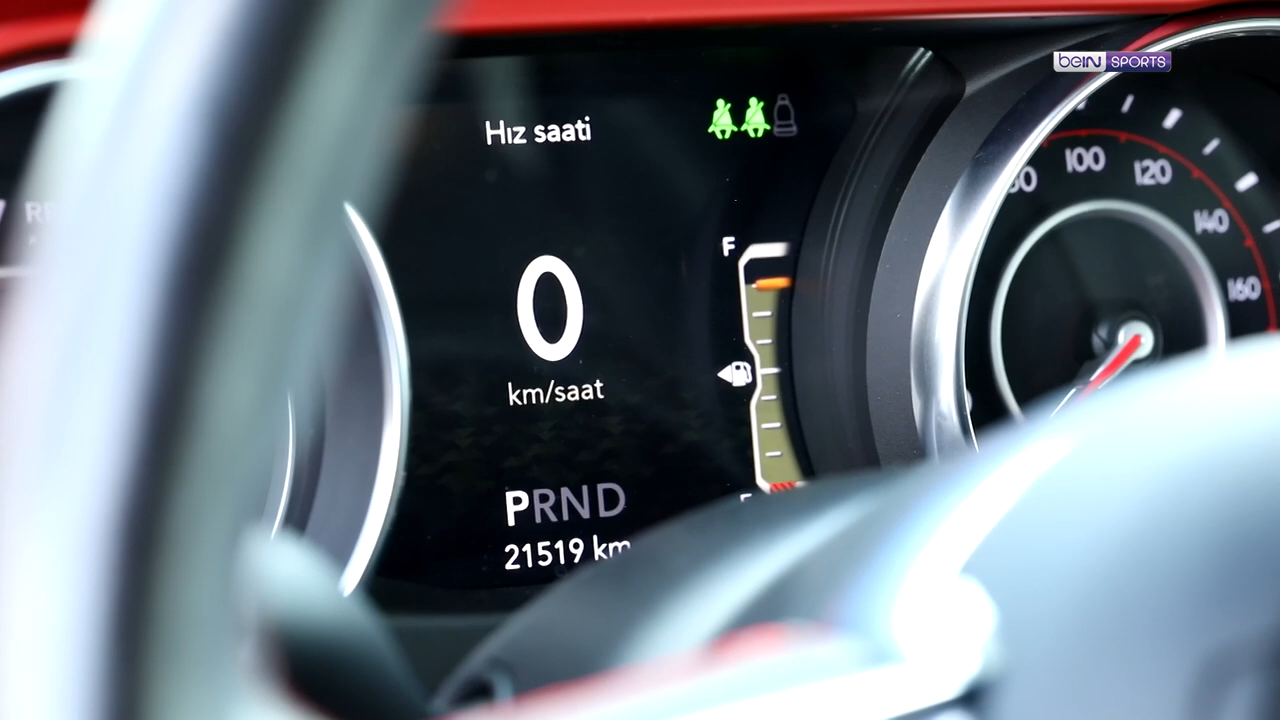 beIN SPORTS
Hız saati
F
0
km/saat
PRND
21519 km
100
120
140
160